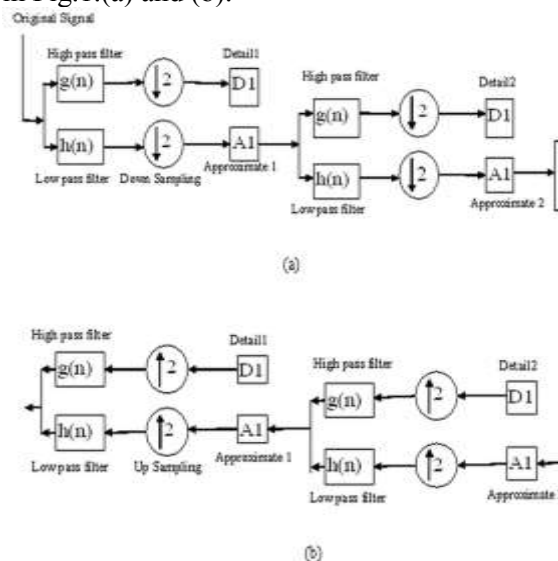 in Fig.1.(a) and (b).
Original Signal
High pass filter
Detail1
g(n)
2
D1
h(n)
2
A1
Low pass filter
Down Sampling
Approximate 1
High pass filter
Detail2
g(n)
2
D1
h(n)
2
A1
Low pass filter
Approximate 2
(a)
High pass filter
Detail1
g(n)
2
D1
h(n)
2
A1
Low pass filter
Up Sampling
Approximate 1
High pass filter
Detail2
g(n)
2
D1
h(n)
2
A1
Low pass filter
Approximate
(b)